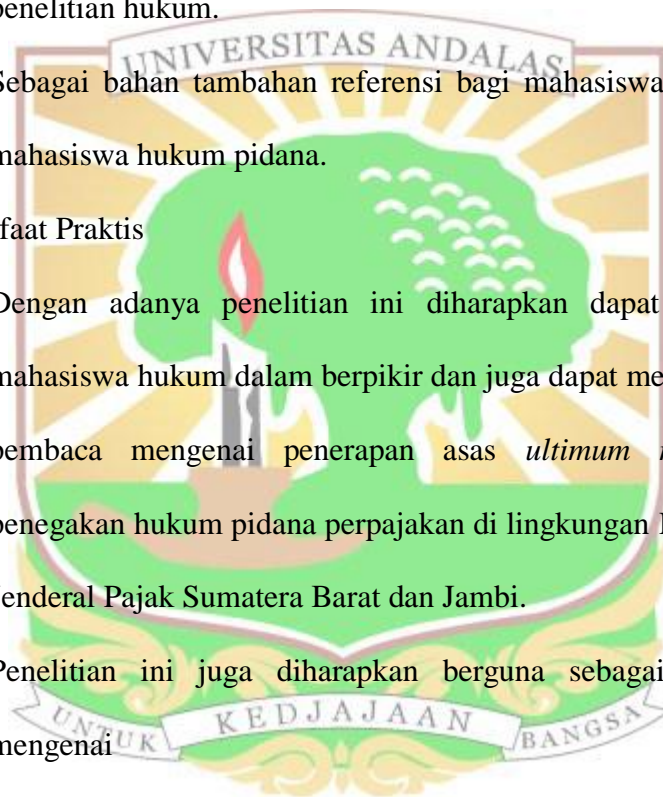 penelitian hukum.
UNIVERSITAS ANDALAS
Sebagai bahan tambahan referensi bagi mahasiswa
mahasiswa hukum pidana.
faat Praktis
Dengan adanya penelitian ini diharapkan dapat
mahasiswa hukum dalam berpikir dan juga dapat me
pembaca mengenai penerapan asas ultimum
penegakan hukum pidana perpajakan di lingkungan
Jenderal Pajak Sumatera Barat dan Jambi.
Penelitian ini juga diharapkan berguna sebagai
mengenai
UNTUK KEDJAJAAN BANGSA